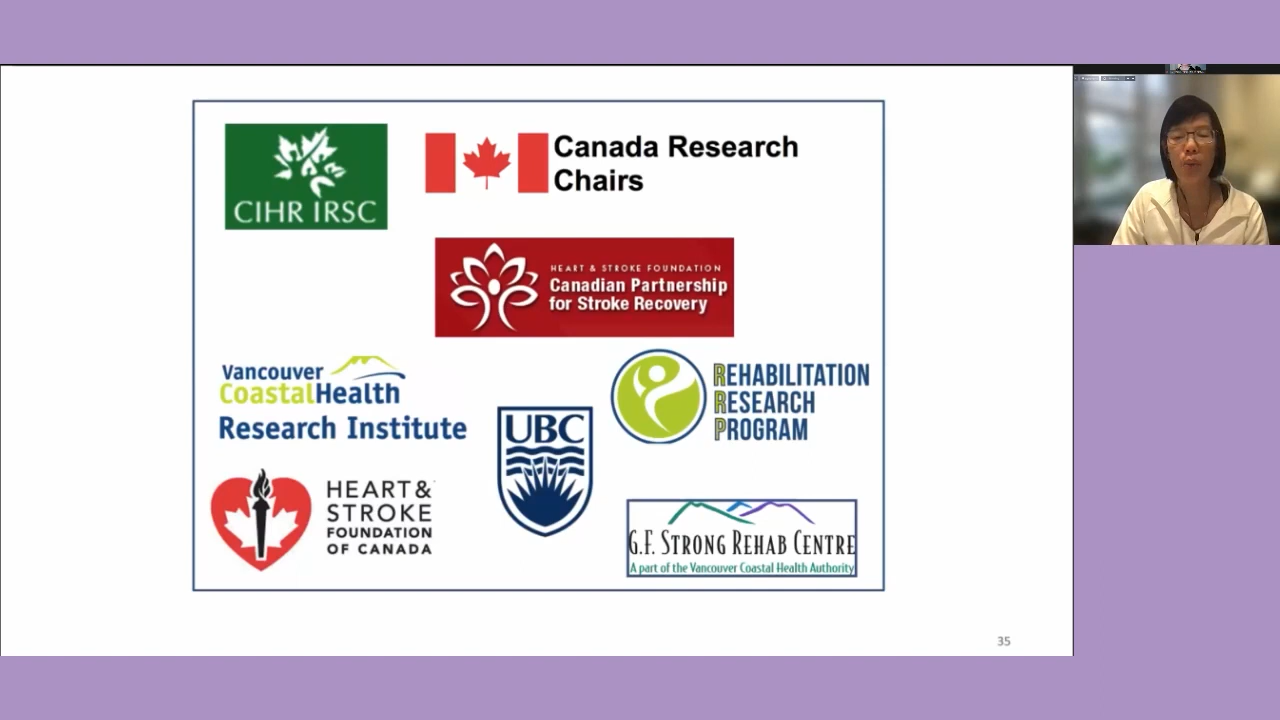 CIHR IRSC
Canada Research
Chairs
HEART & STROKE FOUNDATION
Canadian Partnership
for Stroke Recovery
Vancouver
CoastalHealth
Research Institute
REHABILITATION
RESEARCH
PROGRAM
UBC
HEART &
STROKE
FOUNDATION
OF CANADA
G.F. STRONG REHAB CENTRE
A part of the Vancouver Coastal Health Authority
35